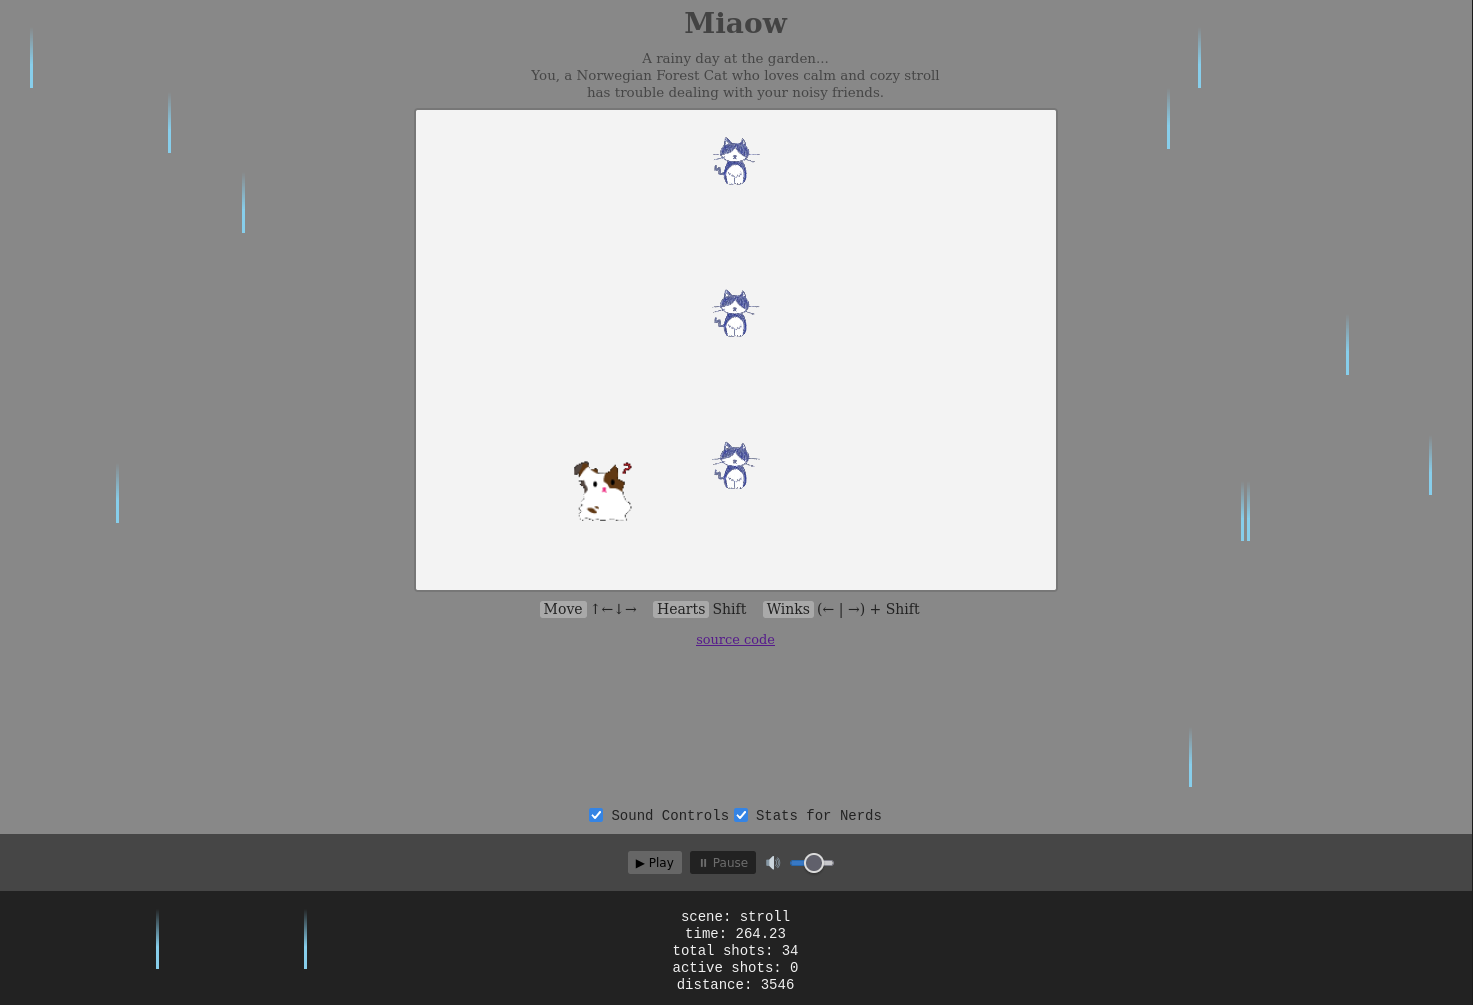 Miaow
A rainy day at the garden...
You, a Norwegian Forest Cat who loves calm and cozy stroll
has trouble dealing with your noisy friends.
?
Move ↑←↓→ Hearts Shift Winks (← | →) + Shift
source code
Sound Controls Stats for Nerds
▶ Play ⏸ Pause
scene: stroll
time: 264.23
total shots: 34
active shots: 0
distance: 3546